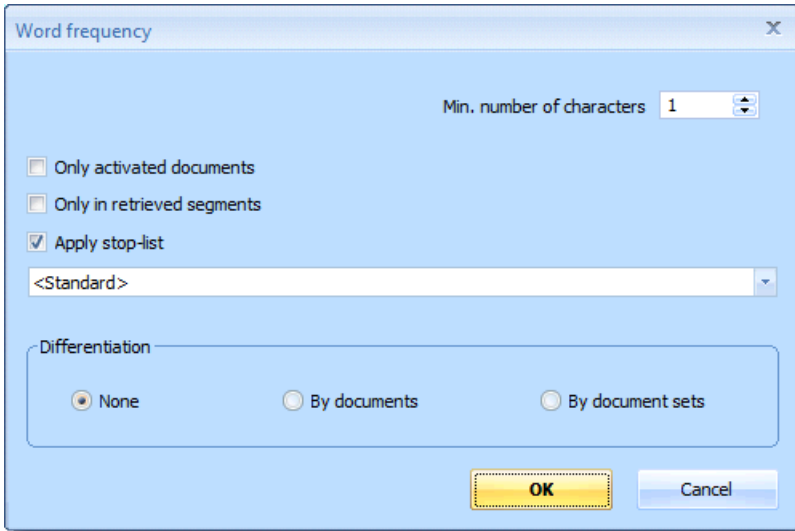 Word frequency
Min. number of characters 1
Only activated documents
Only in retrieved segments
Apply stop-list
<Standard>
Differentiation
None By documents By document sets
OK Cancel